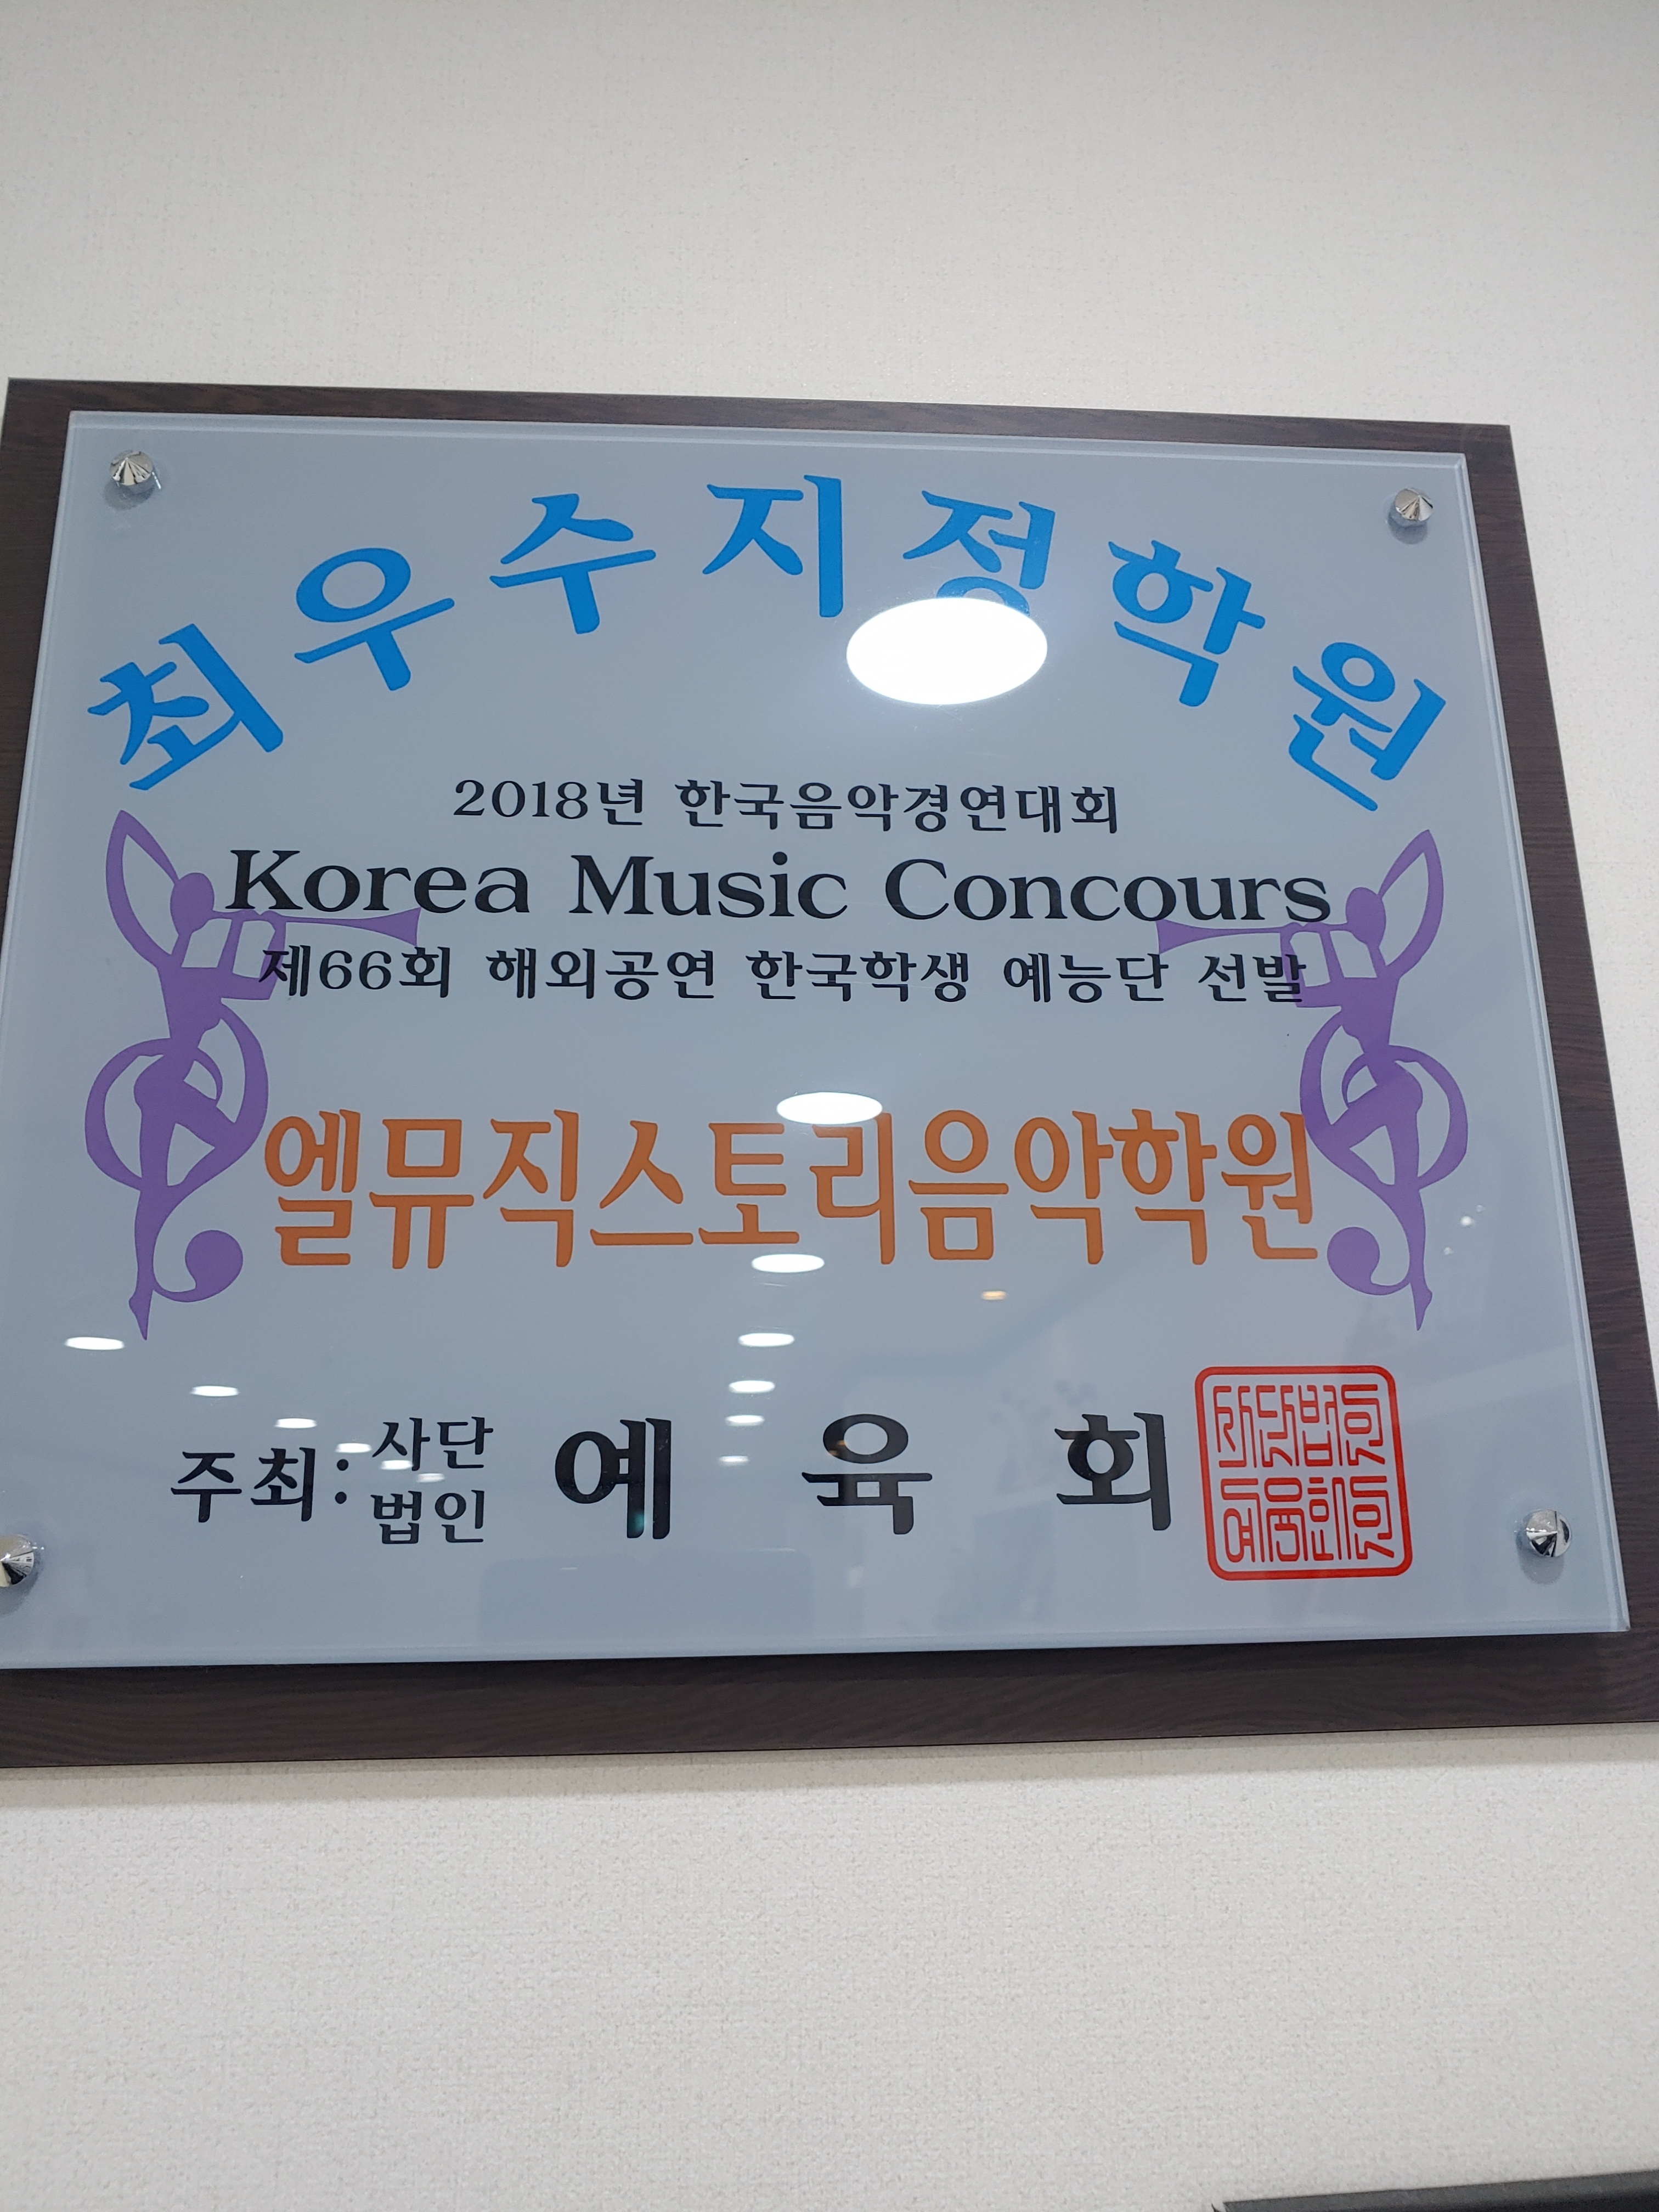 최우수지정학원
2018년 한국음악경연대회
Korea Music Concours
제66회 해외공연 한국학생 예능단 선발
엘뮤직스토리음악학원
주최: 사단법인 예육회